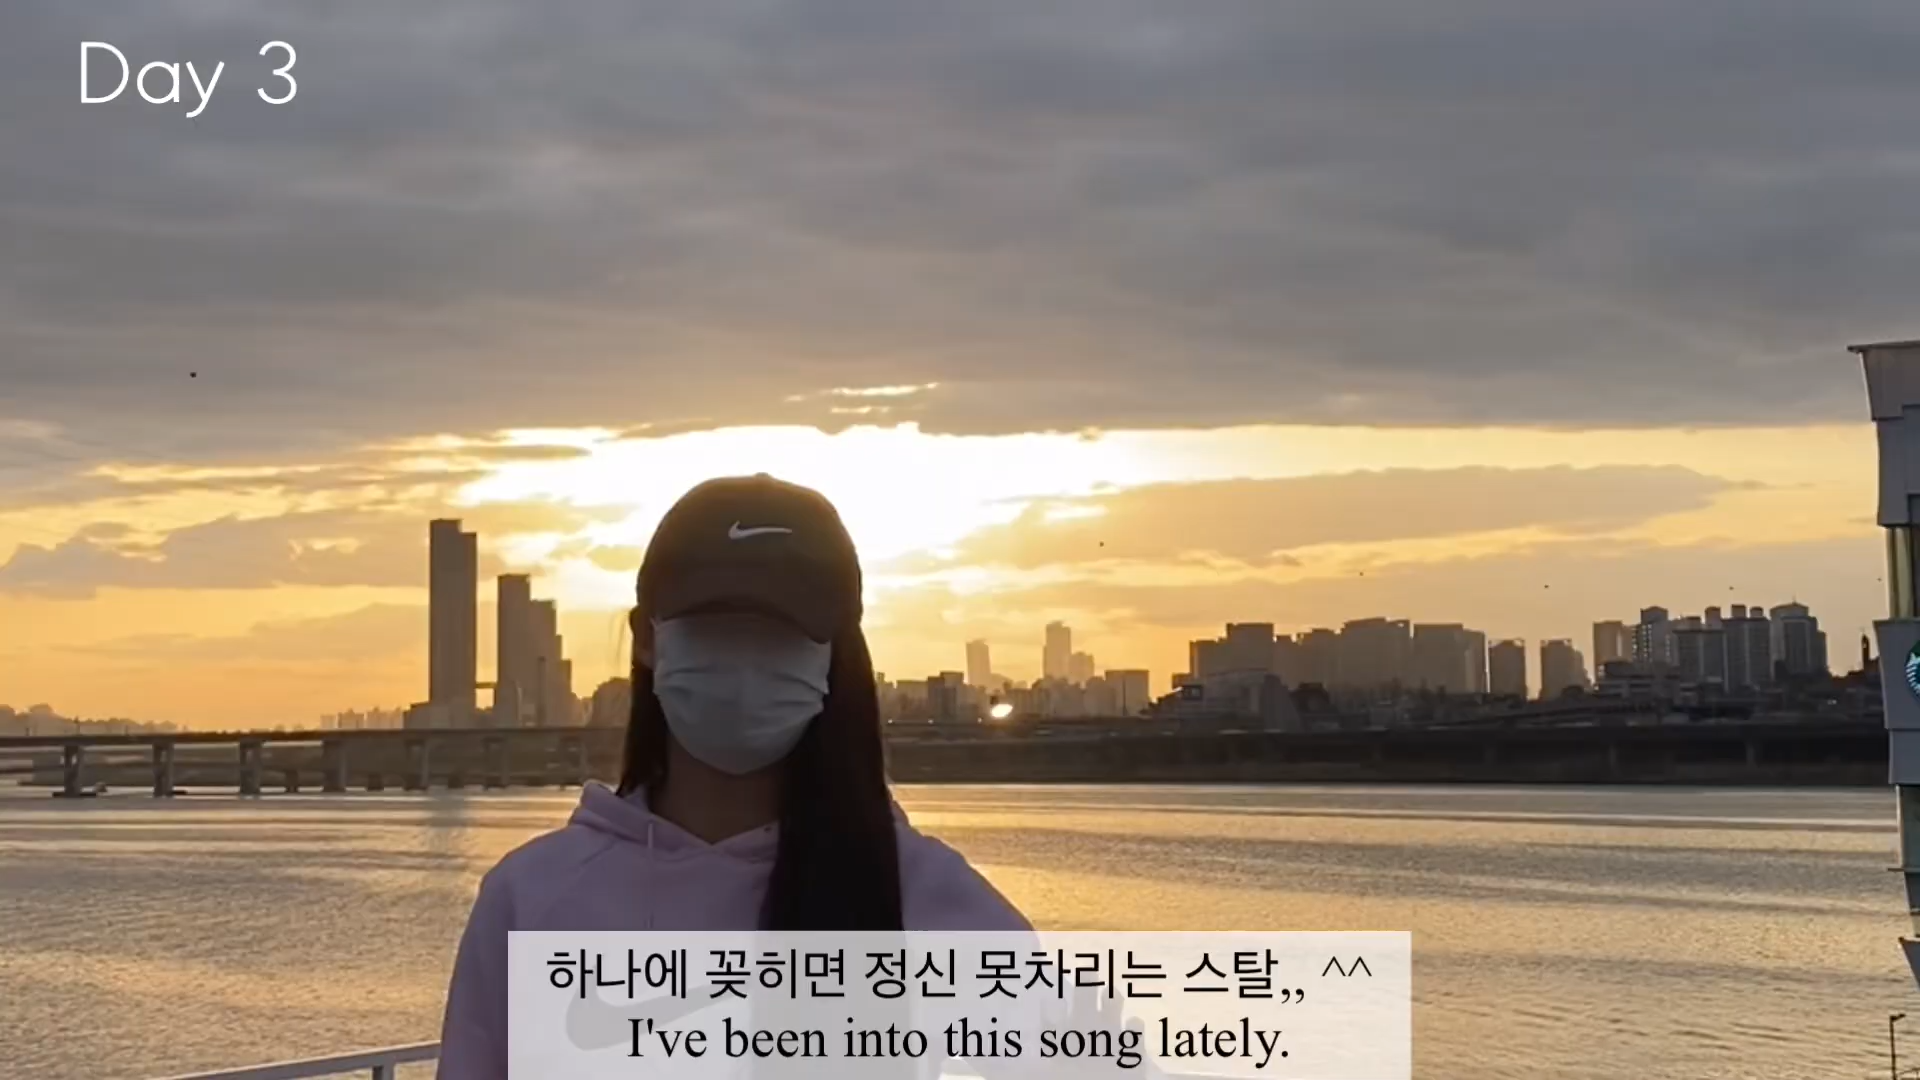 Day 3
하나에 꽂히면 정신 못차리는 스탈,, ^^
I've been into this song lately.